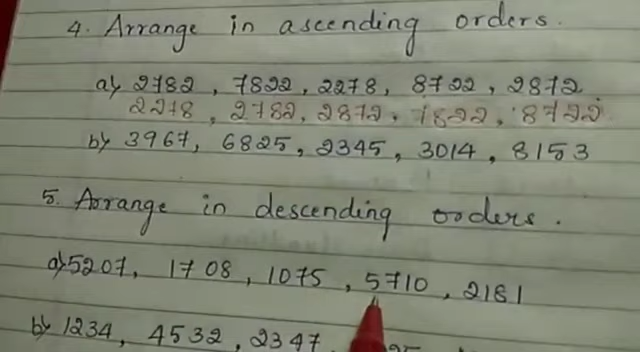 4. Arrange in ascending orders.
a) 2782, 7822, 2278, 8722, 2872.
2278, 2782, 2872, 7822, 8722.
b) 3967, 6825, 2345, 3014, 8153
5. Arrange in descending orders.
a) 5207, 1708, 1075, 5710, 2181
b) 1234, 4532, 2347,